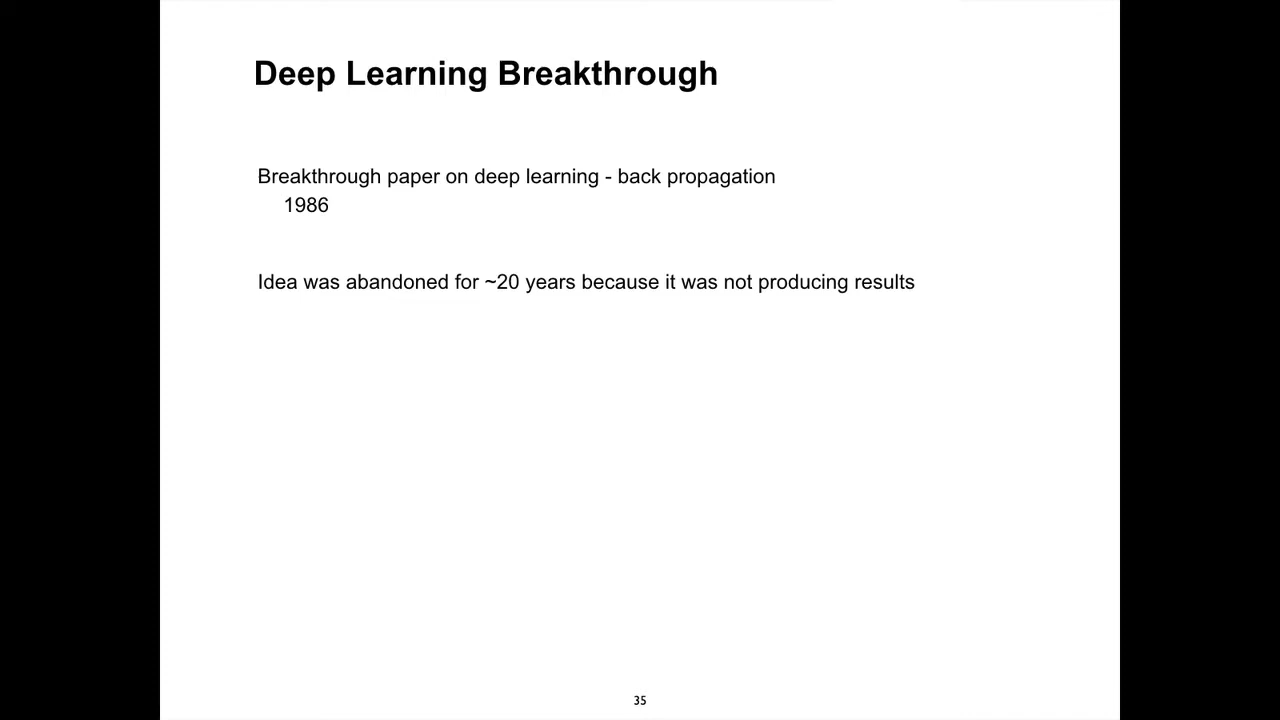 Deep Learning Breakthrough
Breakthrough paper on deep learning - back propagation
1986
Idea was abandoned for ~20 years because it was not producing results
35